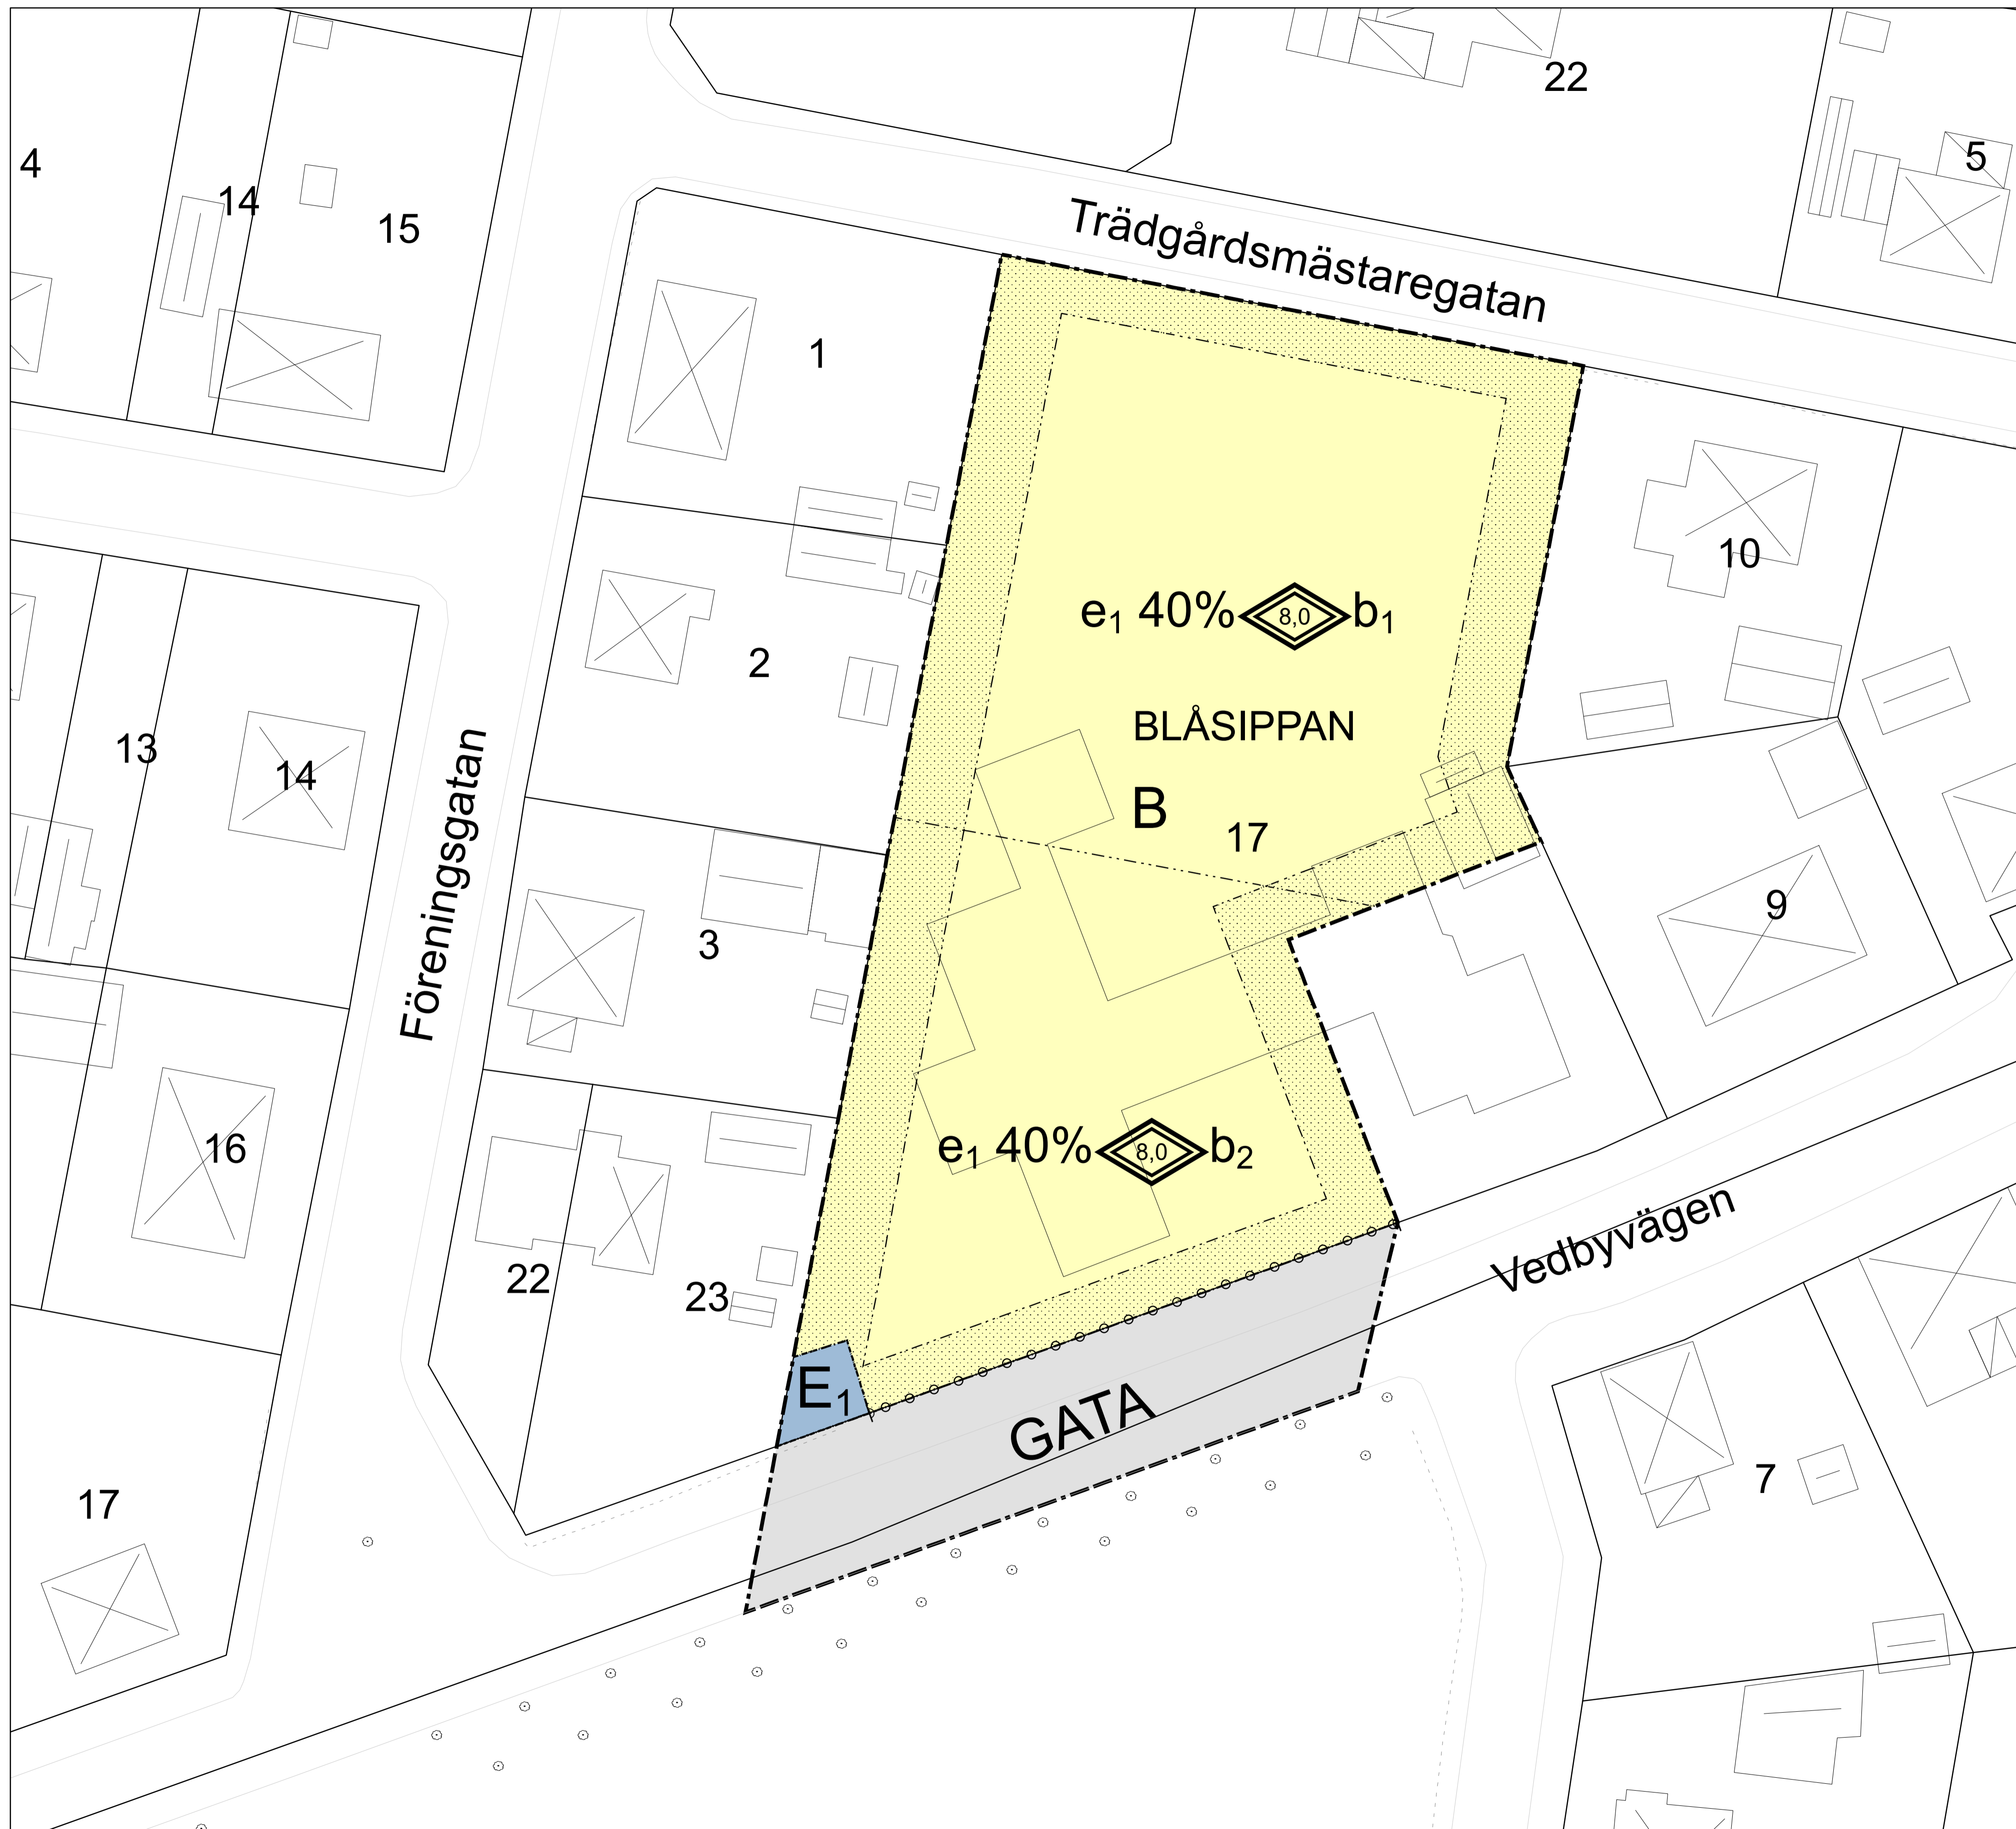 22
4
14
15
5
Trädgårdsmästaregatan
1
10
e₁ 40% 8,0 b₁
2
BLÅSIPPAN
13
14
B
17
Föreningsgatan
3
9
16
e₁ 40% 8,0 b₂
Vedbyvägen
22
23
E₁
GATA
7
17